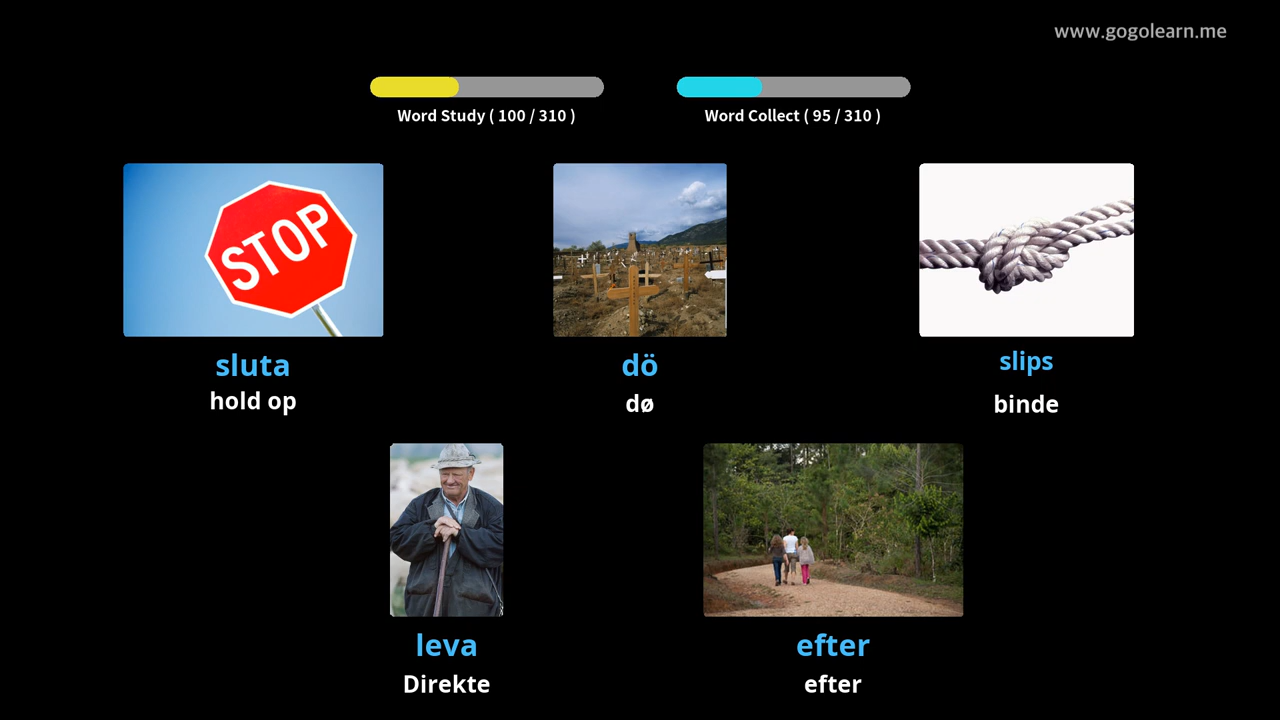 www.gogolearn.me
Word Study ( 100 / 310 )
Word Collect ( 95 / 310 )
STOP
sluta
hold op
dö
dø
slips
binde
leva
Direkte
efter
efter